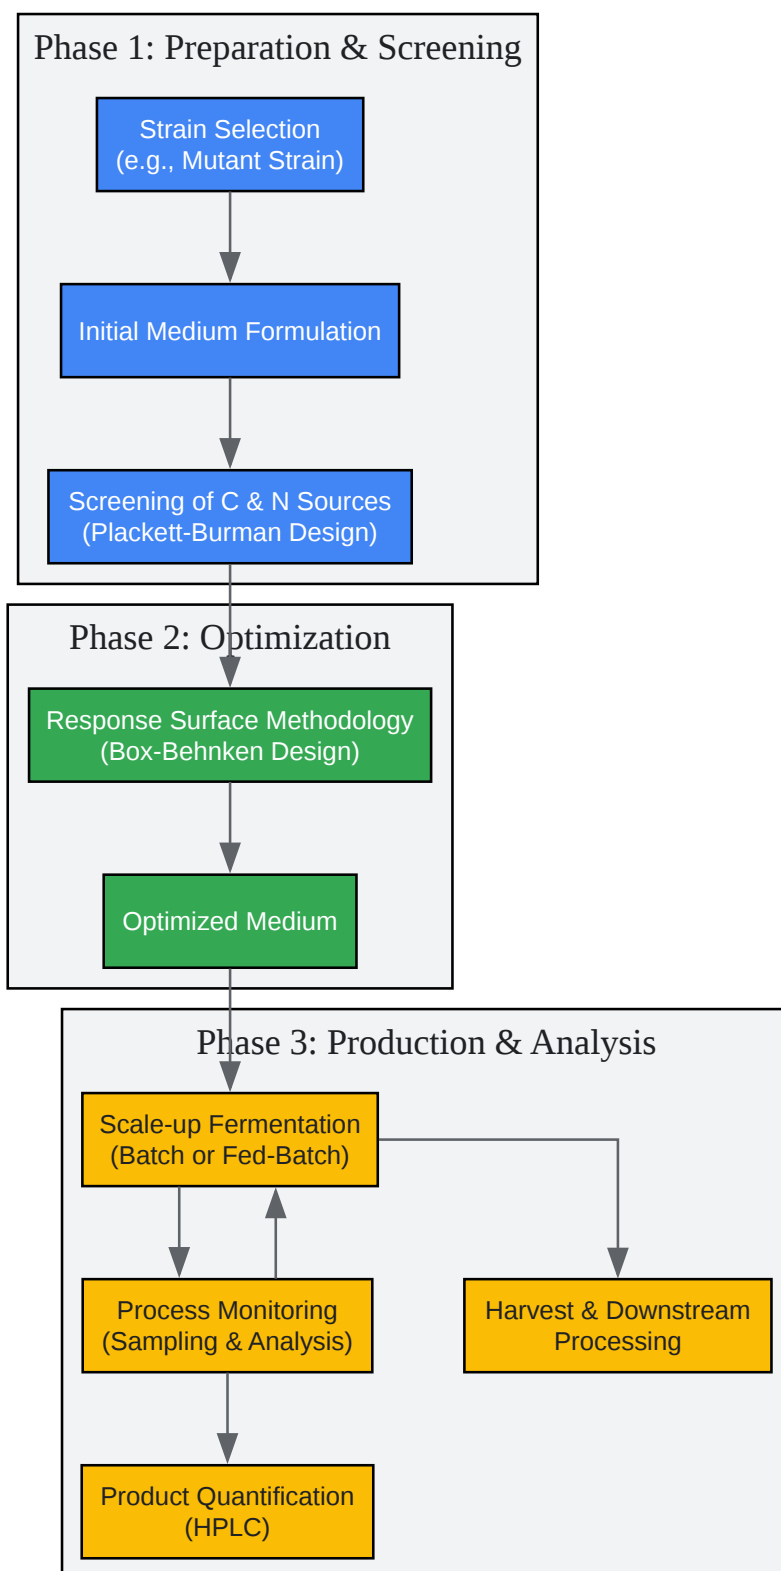 Phase 1: Preparation & Screening
Strain Selection
(e.g., Mutant Strain)
Initial Medium Formulation
Screening of C & N Sources
(Plackett-Burman Design)
Phase 2: Optimization
Response Surface Methodology
(Box-Behnken Design)
Optimized Medium
Phase 3: Production & Analysis
Scale-up Fermentation
(Batch or Fed-Batch)
Process Monitoring
(Sampling & Analysis)
Harvest & Downstream
Processing
Product Quantification
(HPLC)